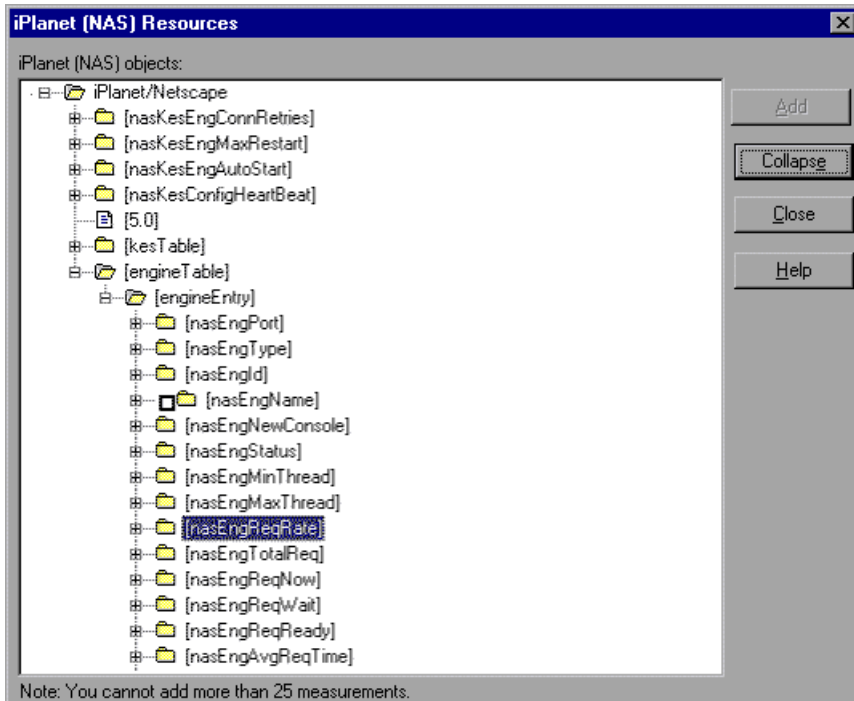 iPlanet (NAS) Resources
iPlanet (NAS) objects:
iPlanet/Netscape
[nasKesEngConnRetries]
[nasKesEngMaxRestart]
[nasKesEngAutoStart]
[nasKesConfigHeartBeat]
[5.0]
[kesTable]
[engineTable]
[engineEntry]
[nasEngPort]
[nasEngType]
[nasEngId]
[nasEngName]
[nasEngNewConsole]
[nasEngStatus]
[nasEngMinThread]
[nasEngMaxThread]
[nasEngReqRate]
[nasEngTotalReq]
[nasEngReqNow]
[nasEngReqWait]
[nasEngReqReady]
[nasEngAvgReqTime]
Add
Collapse
Close
Help
Note: You cannot add more than 25 measurements.